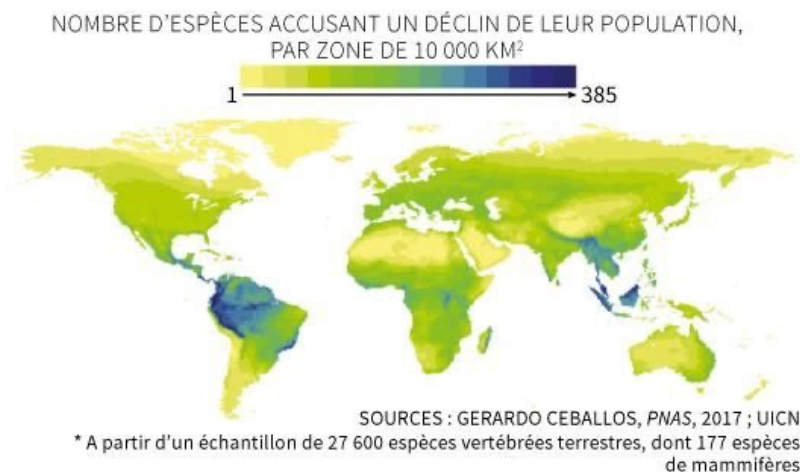 NOMBRE D'ESPÈCES ACCUSANT UN DÉCLIN DE LEUR POPULATION,
PAR ZONE DE 10 000 KM²
1 385
SOURCES : GERARDO CEBALLOS, PNAS, 2017 ; UICN
* A partir d'un échantillon de 27 600 espèces vertébrées terrestres, dont 177 espèces
de mammifères